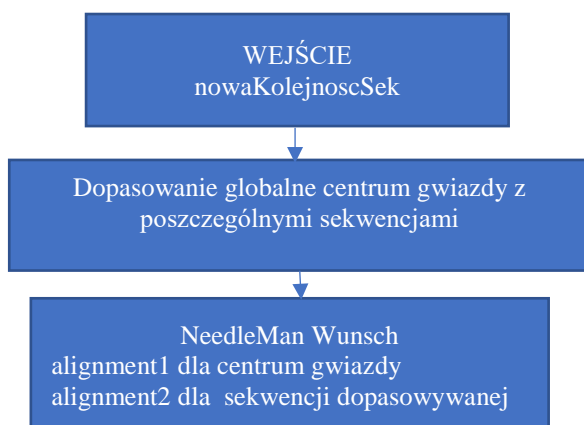 WEJŚCIE
nowaKolejnoscSek
Dopasowanie globalne centrum gwiazdy z
poszczególnymi sekwencjami
NeedleMan Wunsch
alignment1 dla centrum gwiazdy
alignment2 dla sekwencji dopasowywanej